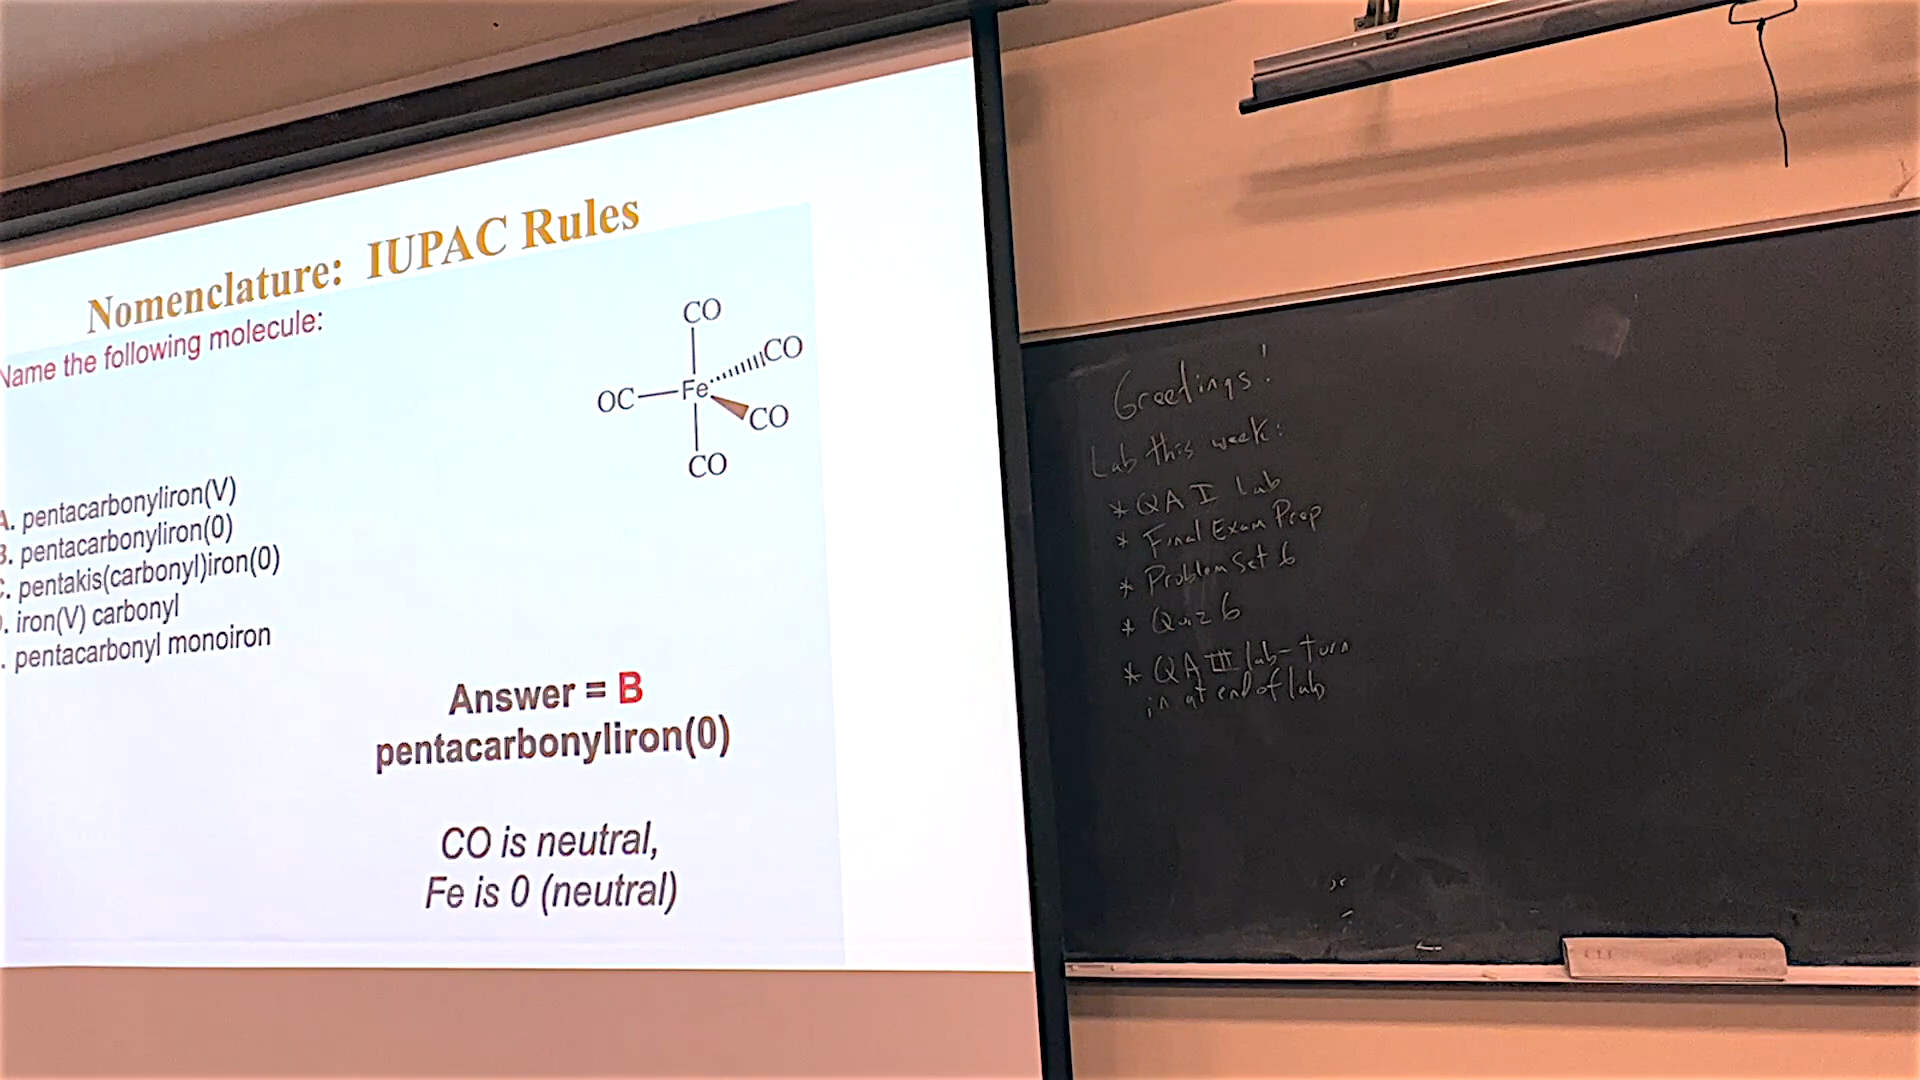 Nomenclature: IUPAC Rules
Name the following molecule:
CO
CO
OC Fe
CO
CO
A. pentacarbonyliron(V)
B. pentacarbonyliron(0)
C. pentakis(carbonyl)iron(0)
. iron(V) carbonyl
. pentacarbonyl monoiron
Answer = B
pentacarbonyliron(0)
CO is neutral,
Fe is 0 (neutral)
Greetings!
Lab this week:
* QA I lab
* Final Exam Prep
* Problem Set 6
* Quiz 6
* QA III lab - turn
in at end of lab